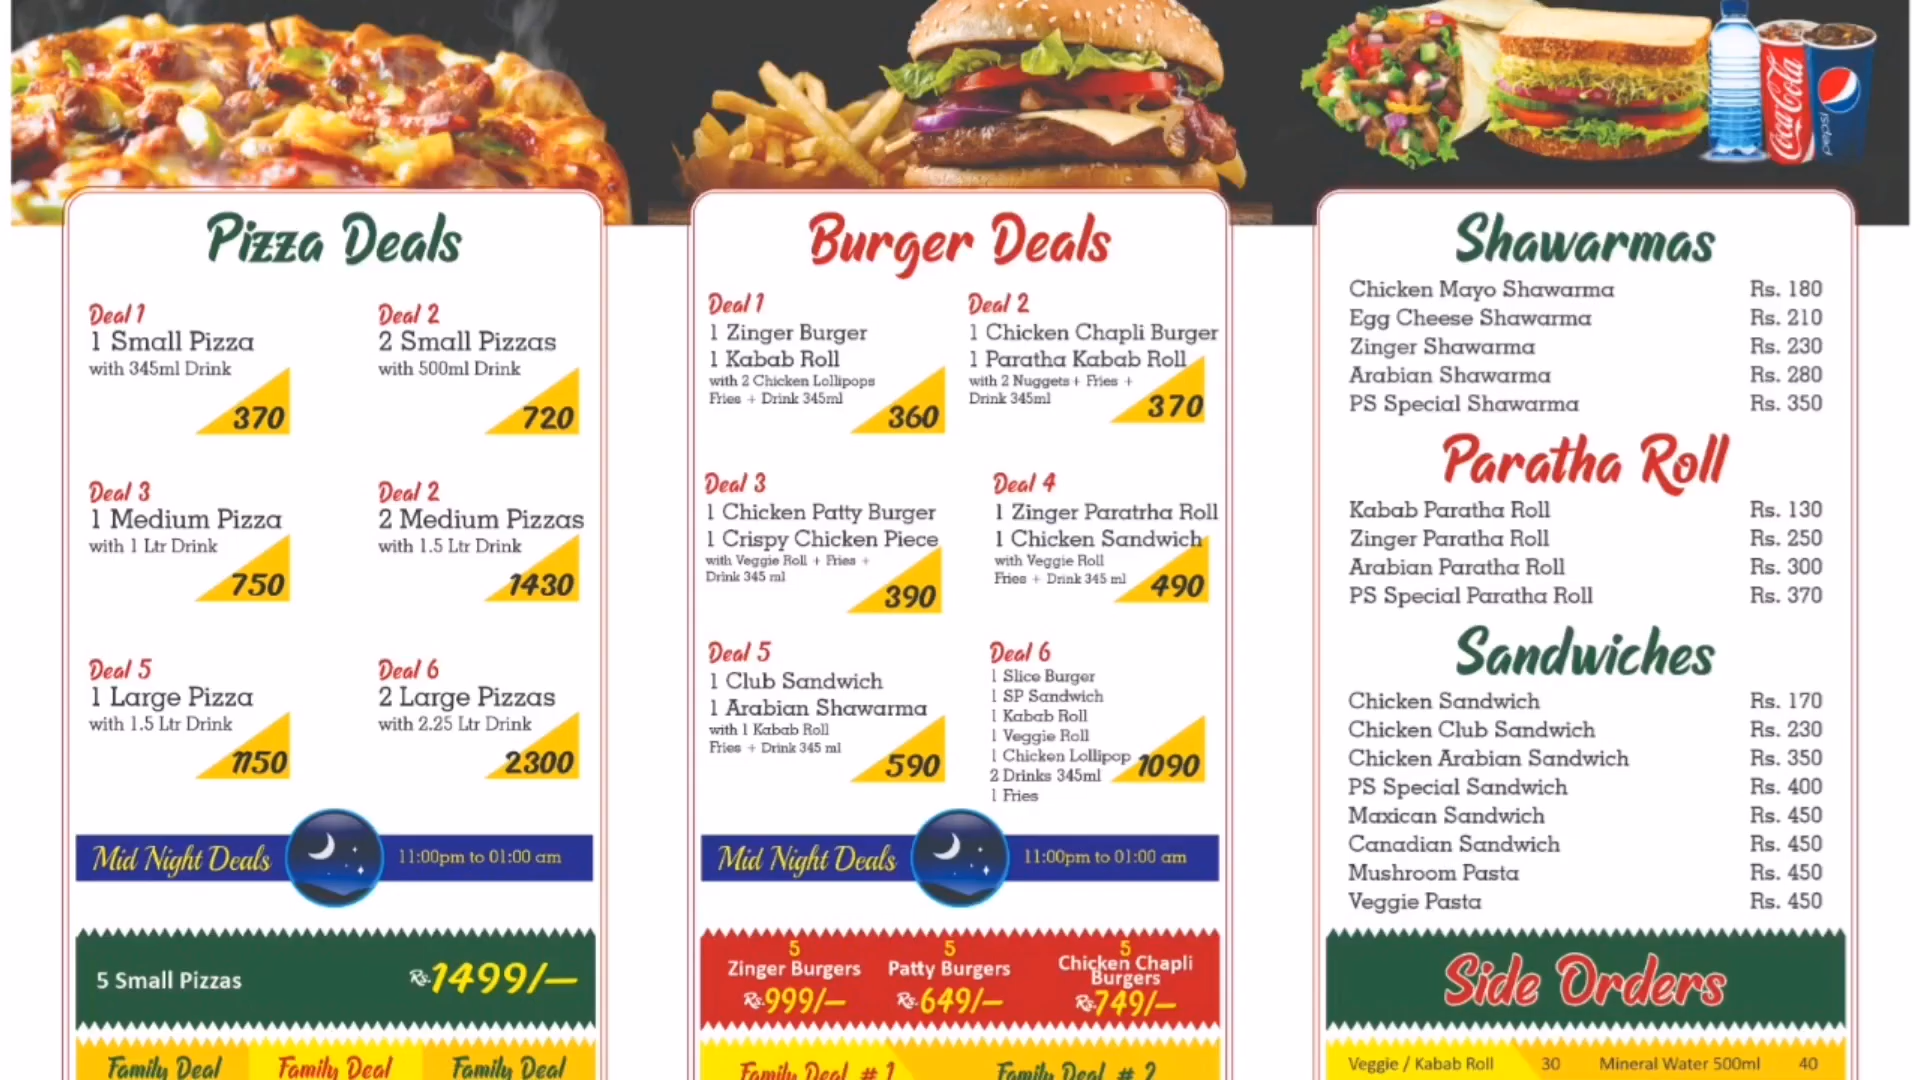 Coca-Cola
pepsi
Pizza Deals
Deal 1
1 Small Pizza
with 345ml Drink
370
Deal 2
2 Small Pizzas
with 500ml Drink
720
Deal 3
1 Medium Pizza
with 1 Ltr Drink
750
Deal 2
2 Medium Pizzas
with 1.5 Ltr Drink
1430
Deal 5
1 Large Pizza
with 1.5 Ltr Drink
1150
Deal 6
2 Large Pizzas
with 2.25 Ltr Drink
2300
Mid Night Deals 11:00pm to 01:00 am
5 Small Pizzas Rs.1499/-
Family Deal Family Deal Family Deal
Burger Deals
Deal 1
1 Zinger Burger
1 Kabab Roll
with 2 Chicken Lollipops
Fries + Drink 345ml
360
Deal 2
1 Chicken Chapli Burger
1 Paratha Kabab Roll
with 2 Nuggets + Fries +
Drink 345ml
370
Deal 3
1 Chicken Patty Burger
1 Crispy Chicken Piece
with Veggie Roll + Fries +
Drink 345 ml
390
Deal 4
1 Zinger Paratrha Roll
1 Chicken Sandwich
with Veggie Roll
Fries + Drink 345 ml
490
Deal 5
1 Club Sandwich
1 Arabian Shawarma
with 1 Kabab Roll
Fries + Drink 345 ml
590
Deal 6
1 Slice Burger
1 SP Sandwich
1 Kabab Roll
1 Veggie Roll
1 Chicken Lollipop
2 Drinks 345ml
1 Fries
1090
Mid Night Deals 11:00pm to 01:00 am
5
Zinger Burgers
Rs.999/-
5
Patty Burgers
Rs.649/-
5
Chicken Chapli
Burgers
Rs.749/-
Family Deal # 1 Family Deal # 2
Shawarmas
Chicken Mayo Shawarma Rs. 180
Egg Cheese Shawarma Rs. 210
Zinger Shawarma Rs. 230
Arabian Shawarma Rs. 280
PS Special Shawarma Rs. 350
Paratha Roll
Kabab Paratha Roll Rs. 130
Zinger Paratha Roll Rs. 250
Arabian Paratha Roll Rs. 300
PS Special Paratha Roll Rs. 370
Sandwiches
Chicken Sandwich Rs. 170
Chicken Club Sandwich Rs. 230
Chicken Arabian Sandwich Rs. 350
PS Special Sandwich Rs. 400
Maxican Sandwich Rs. 450
Canadian Sandwich Rs. 450
Mushroom Pasta Rs. 450
Veggie Pasta Rs. 450
Side Orders
Veggie / Kabab Roll 30 Mineral Water 500ml 40